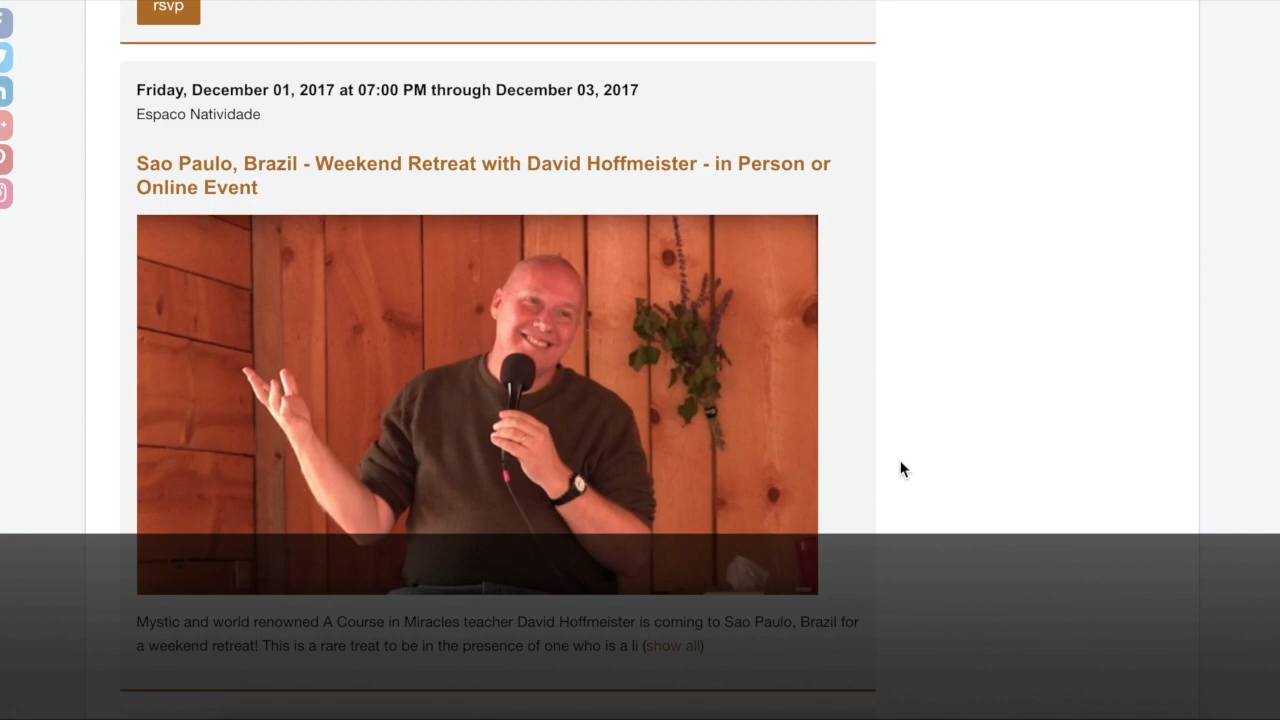 rsvp
Friday, December 01, 2017 at 07:00 PM through December 03, 2017
Espaco Natividade
Sao Paulo, Brazil - Weekend Retreat with David Hoffmeister - in Person or
Online Event
Mystic and world renowned A Course in Miracles teacher David Hoffmeister is coming to Sao Paulo, Brazil for
a weekend retreat! This is a rare treat to be in the presence of one who is a li (show all)